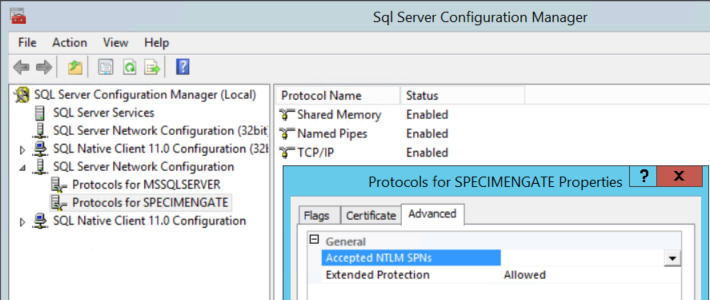 Sql Server Configuration Manager
File Action View Help
SQL Server Configuration Manager (Local)
SQL Server Services
SQL Server Network Configuration (32bit
SQL Native Client 11.0 Configuration (32b
SQL Server Network Configuration
Protocols for MSSQLSERVER
Protocols for SPECIMENGATE
SQL Native Client 11.0 Configuration
Protocol Name Status
Shared Memory Enabled
Named Pipes Enabled
TCP/IP Enabled
Protocols for SPECIMENGATE Properties ? x
Flags Certificate Advanced
General
Accepted NTLM SPNs
Extended Protection Allowed